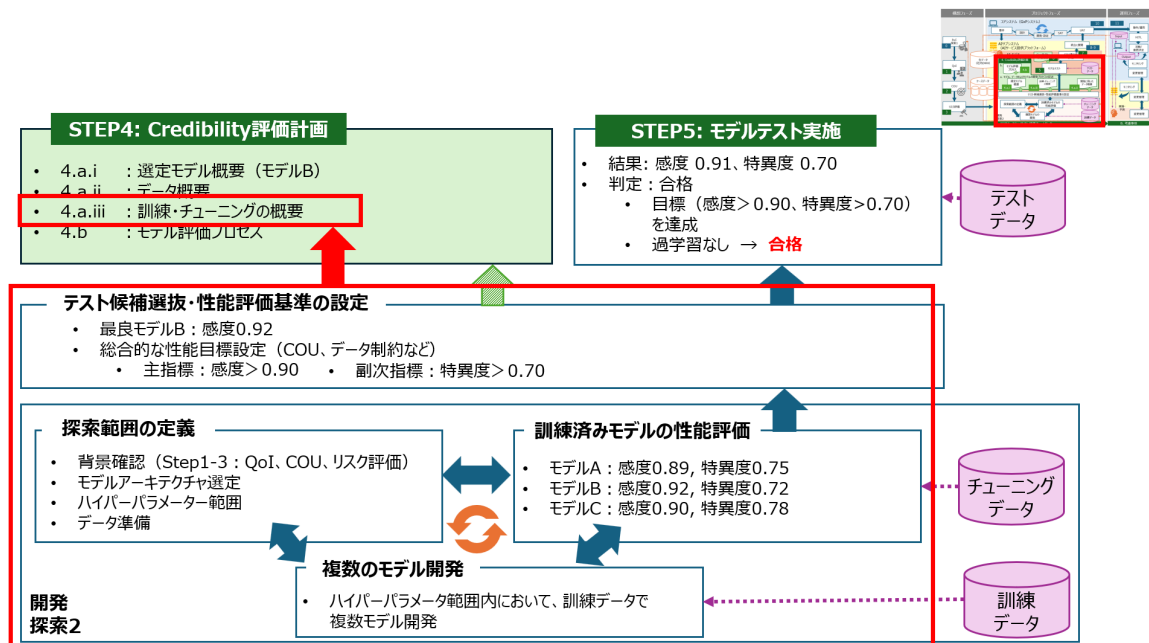 STEP4: Credibility評価計画
• 4.a.i ：選定モデル概要（モデルB）
• 4.a.ii ：データ概要
• 4.a.iii ：訓練・チューニングの概要
• 4.b ：モデル評価プロセス
STEP5: モデルテスト実施
• 結果: 感度 0.91、特異度 0.70
• 判定：合格
• 目標（感度＞0.90、特異度>0.70）
を達成
• 過学習なし → 合格
テスト
データ
テスト候補選抜・性能評価基準の設定
• 最良モデルB：感度0.92
• 総合的な性能目標設定（COU、データ制約など）
• 主指標：感度＞0.90 • 副次指標：特異度＞0.70
探索範囲の定義
• 背景確認（Step1-3：QoI、COU、リスク評価）
• モデルアーキテクチャ選定
• ハイパーパラメーター範囲
• データ準備
訓練済みモデルの性能評価
• モデルA：感度0.89, 特異度0.75
• モデルB：感度0.92, 特異度0.72
• モデルC：感度0.90, 特異度0.78
チューニング
データ
複数のモデル開発
• ハイパーパラメータ範囲内において、訓練データで
複数モデル開発
訓練
データ
開発
探索2